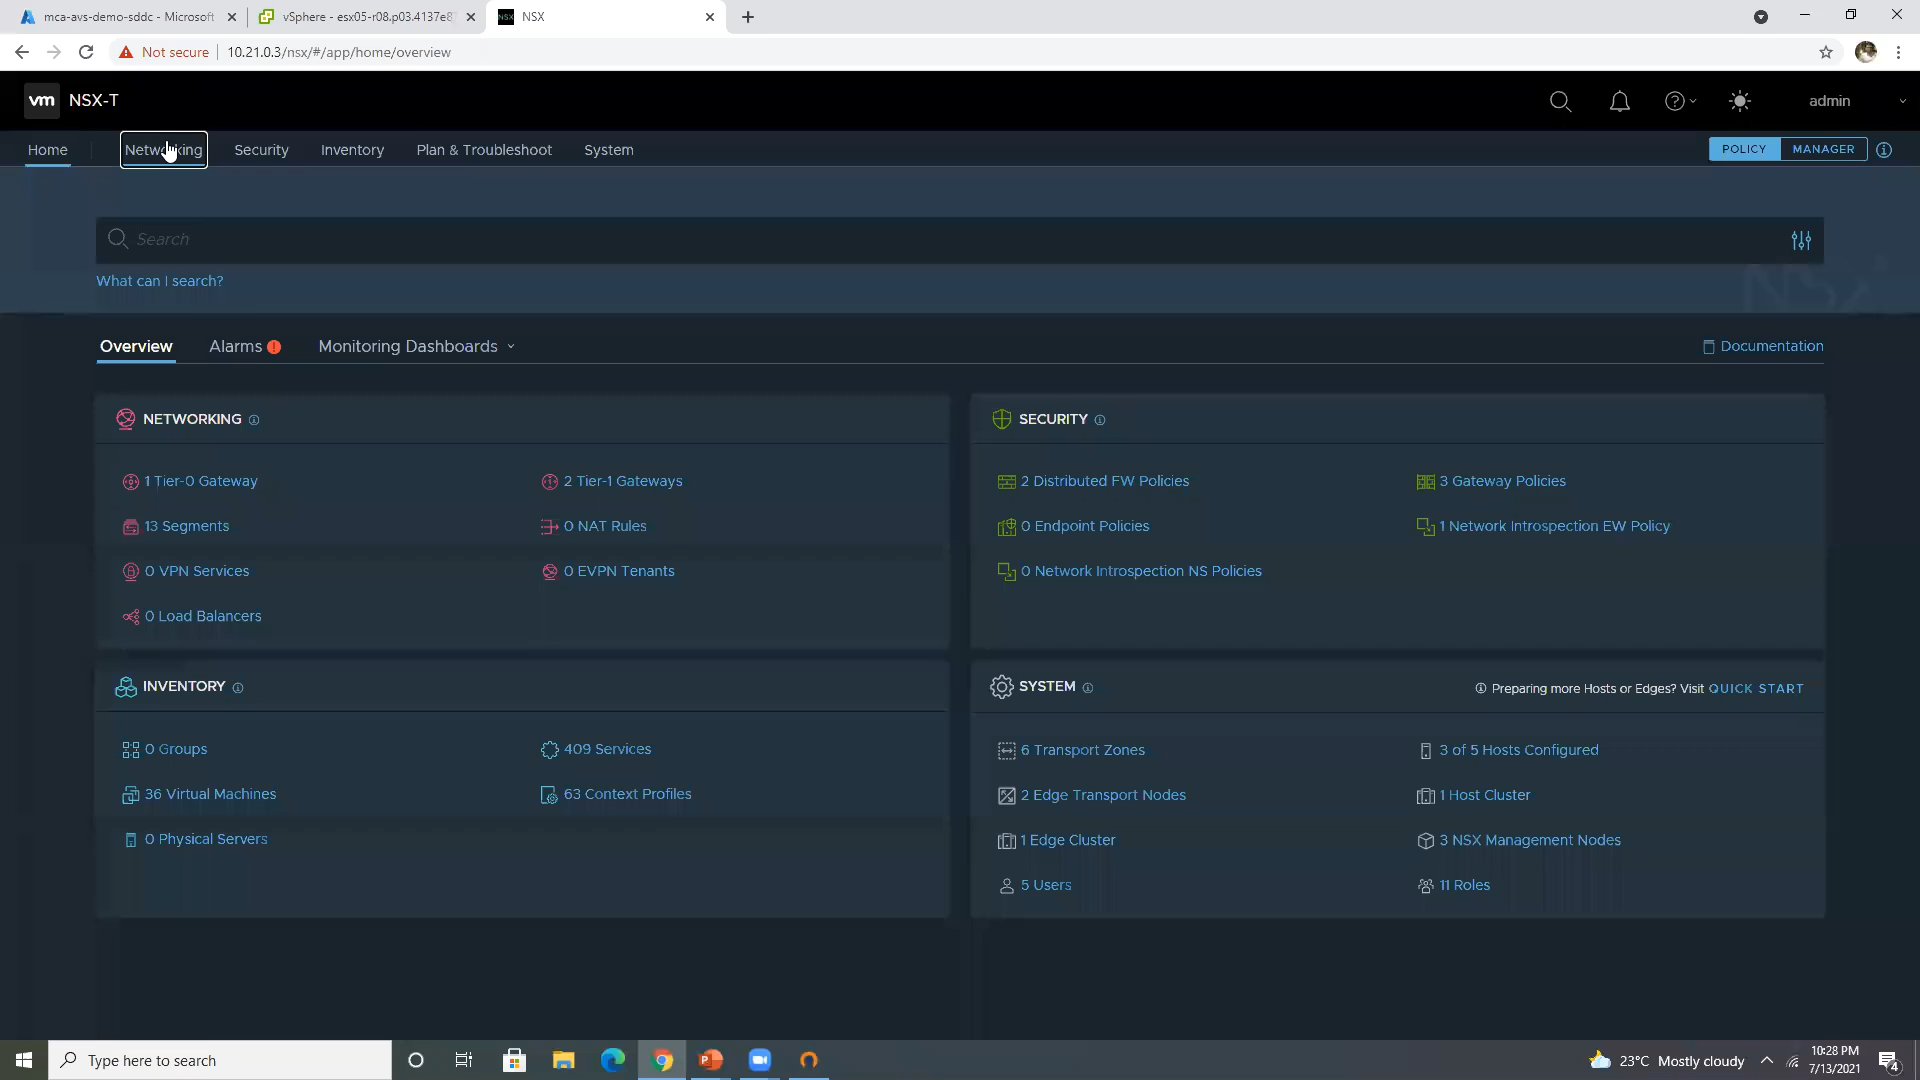 mca-avs-demo-sddc - Microsoft
vSphere - esx05-r08.p03.4137e8
NSX
NSX
Not secure
10.21.0.3/nsx/#/app/home/overview
vm
NSX-T
admin
Home
Networking
Security
Inventory
Plan & Troubleshoot
System
POLICY
MANAGER
Search
What can I search?
Overview
Alarms
Monitoring Dashboards
Documentation
NETWORKING
1 Tier-0 Gateway
2 Tier-1 Gateways
13 Segments
0 NAT Rules
0 VPN Services
0 EVPN Tenants
0 Load Balancers
SECURITY
2 Distributed FW Policies
3 Gateway Policies
0 Endpoint Policies
1 Network Introspection EW Policy
0 Network Introspection NS Policies
INVENTORY
0 Groups
409 Services
36 Virtual Machines
63 Context Profiles
0 Physical Servers
SYSTEM
Preparing more Hosts or Edges? Visit QUICK START
6 Transport Zones
3 of 5 Hosts Configured
2 Edge Transport Nodes
1 Host Cluster
1 Edge Cluster
3 NSX Management Nodes
5 Users
11 Roles
Type here to search
23°C Mostly cloudy
10:28 PM
7/13/2021
4